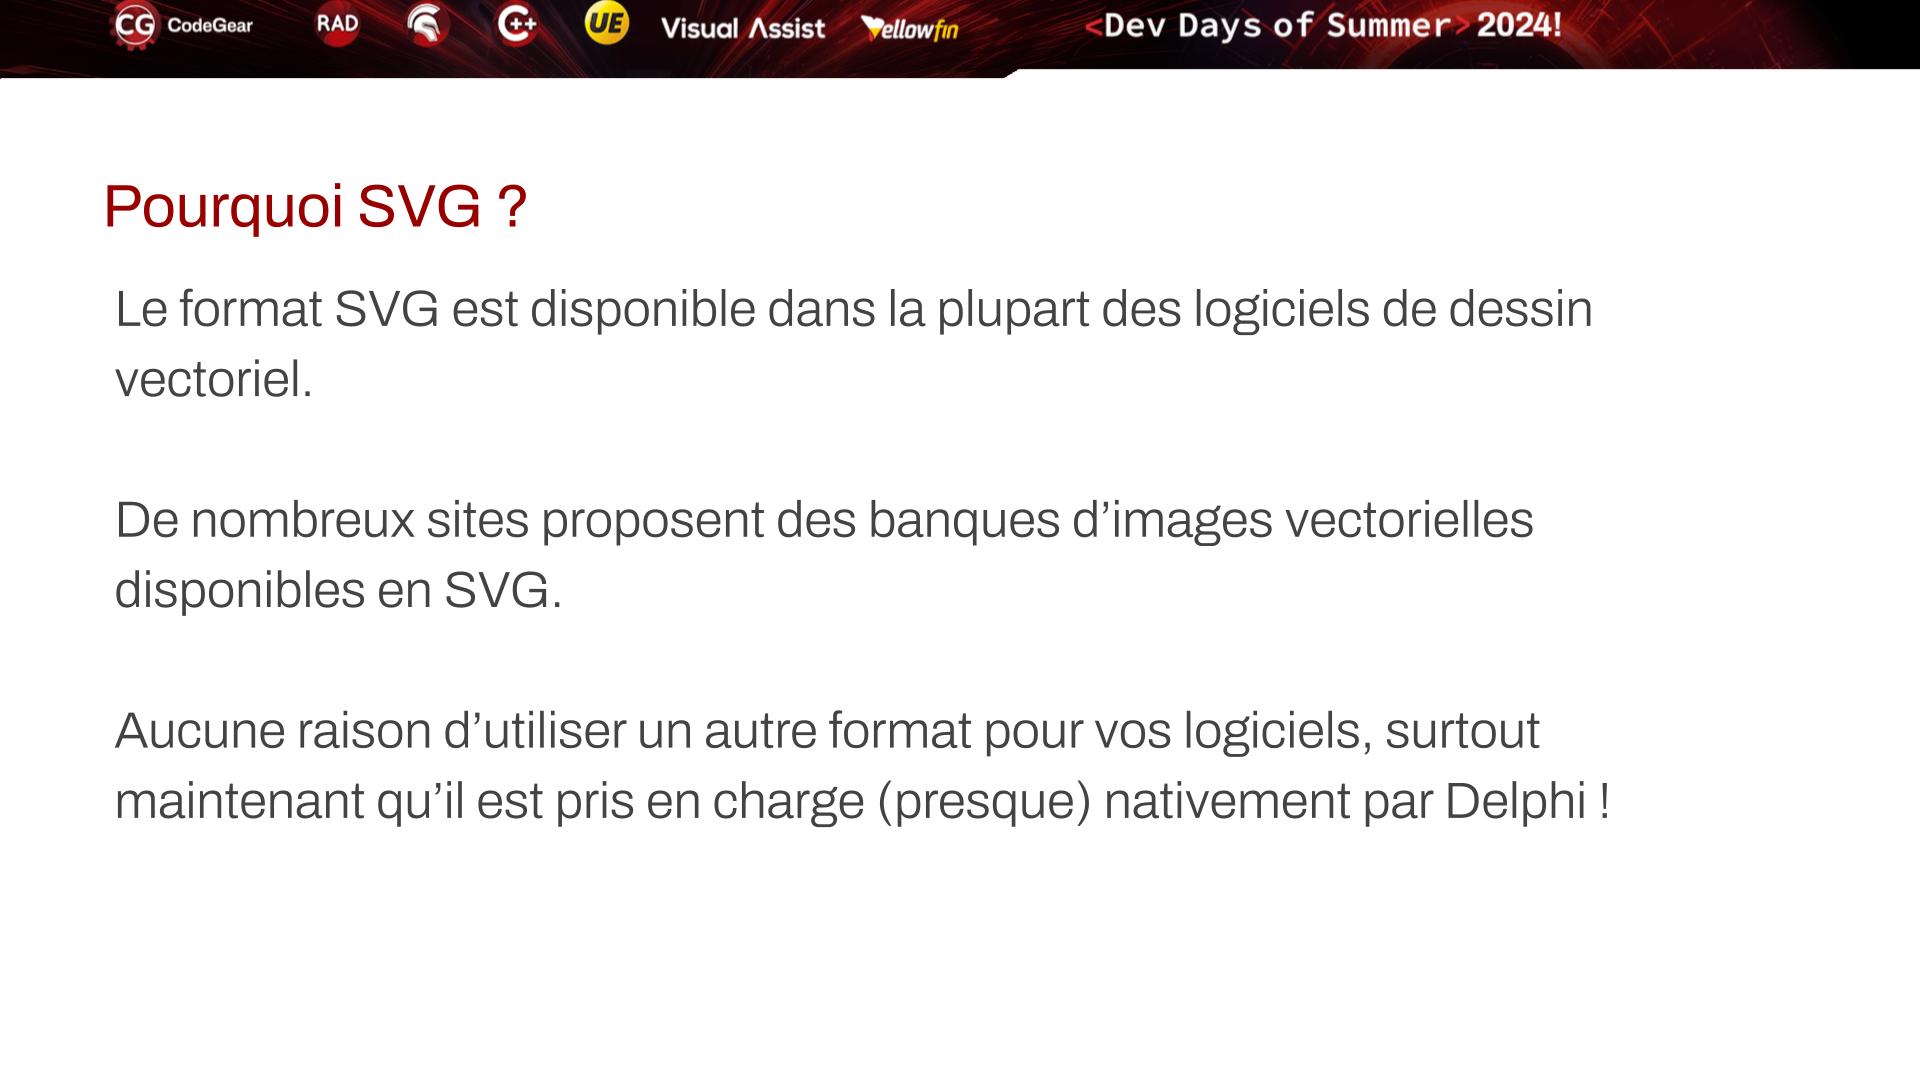 CG CodeGear RAD C++ UE Visual Assist Yellowfin <Dev Days of Summer> 2024!
Pourquoi SVG ?
Le format SVG est disponible dans la plupart des logiciels de dessin
vectoriel.
De nombreux sites proposent des banques d’images vectorielles
disponibles en SVG.
Aucune raison d’utiliser un autre format pour vos logiciels, surtout
maintenant qu’il est pris en charge (presque) nativement par Delphi !